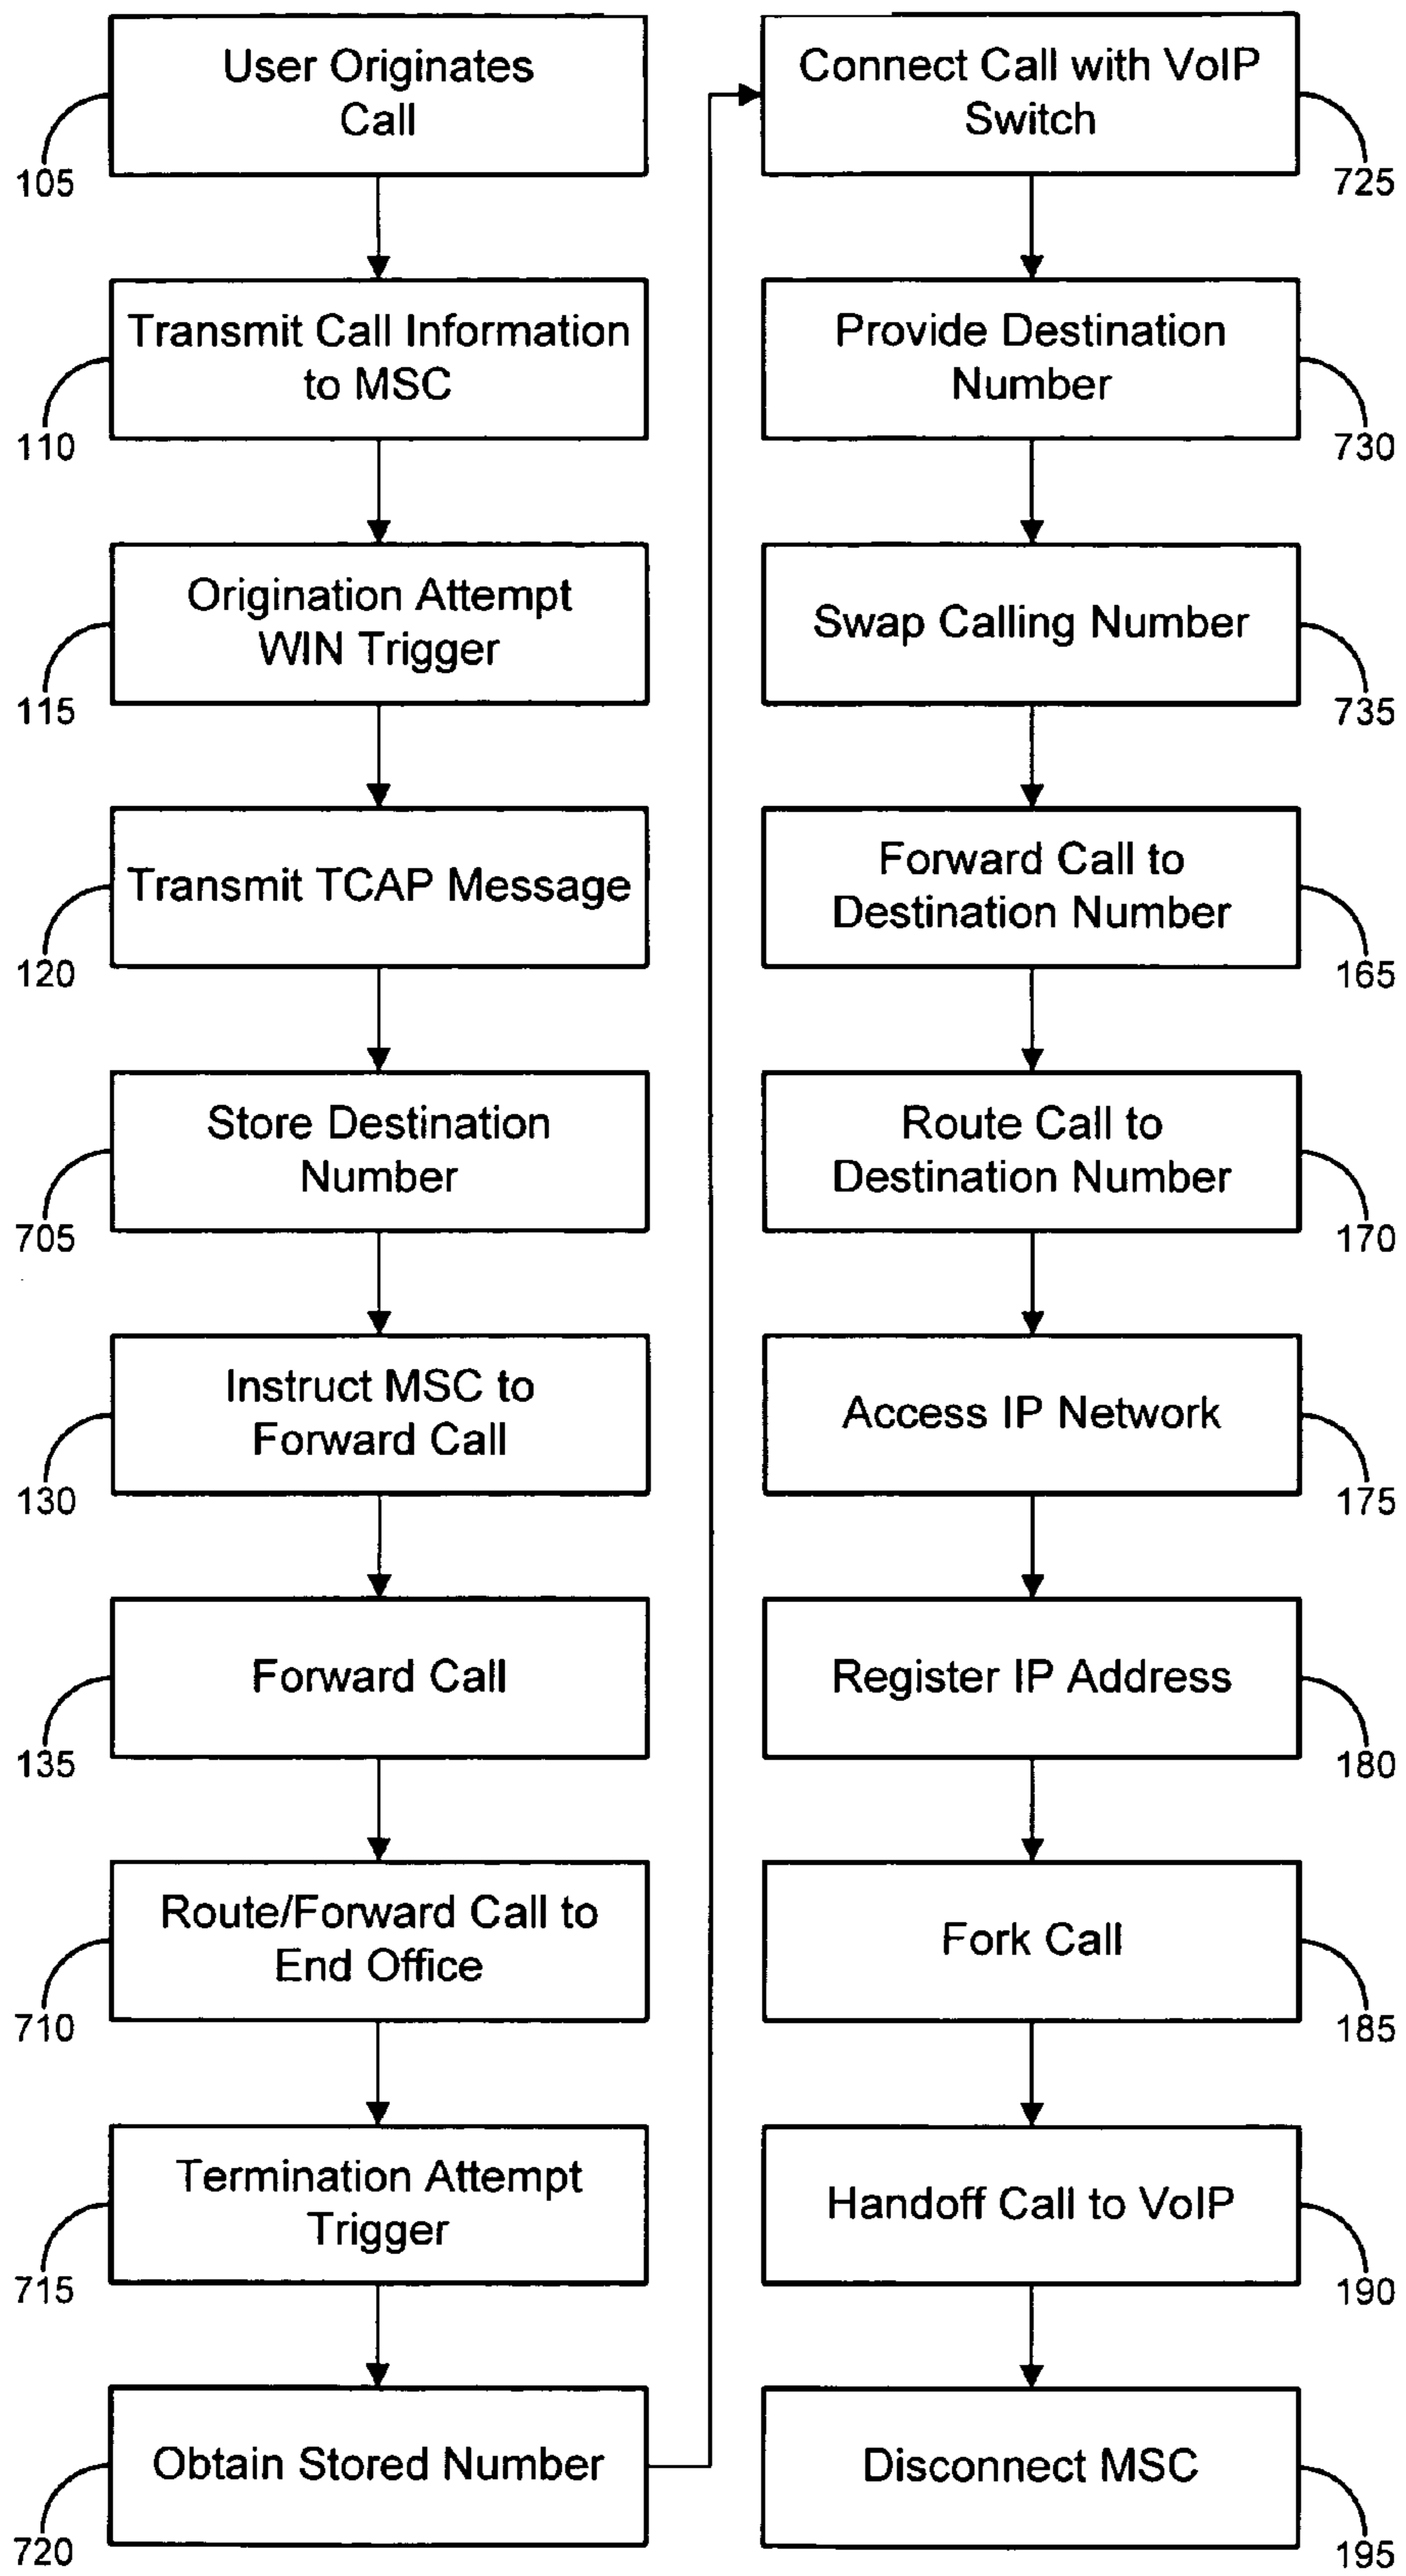 User Originates
Call
105
Transmit Call Information
to MSC
110
Origination Attempt
WIN Trigger
115
Transmit TCAP Message
120
Store Destination
Number
705
Instruct MSC to
Forward Call
130
Forward Call
135
Route/Forward Call to
End Office
710
Termination Attempt
Trigger
715
Obtain Stored Number
720
Connect Call with VoIP
Switch
725
Provide Destination
Number
730
Swap Calling Number
735
Forward Call to
Destination Number
165
Route Call to
Destination Number
170
Access IP Network
175
Register IP Address
180
Fork Call
185
Handoff Call to VoIP
190
Disconnect MSC
195